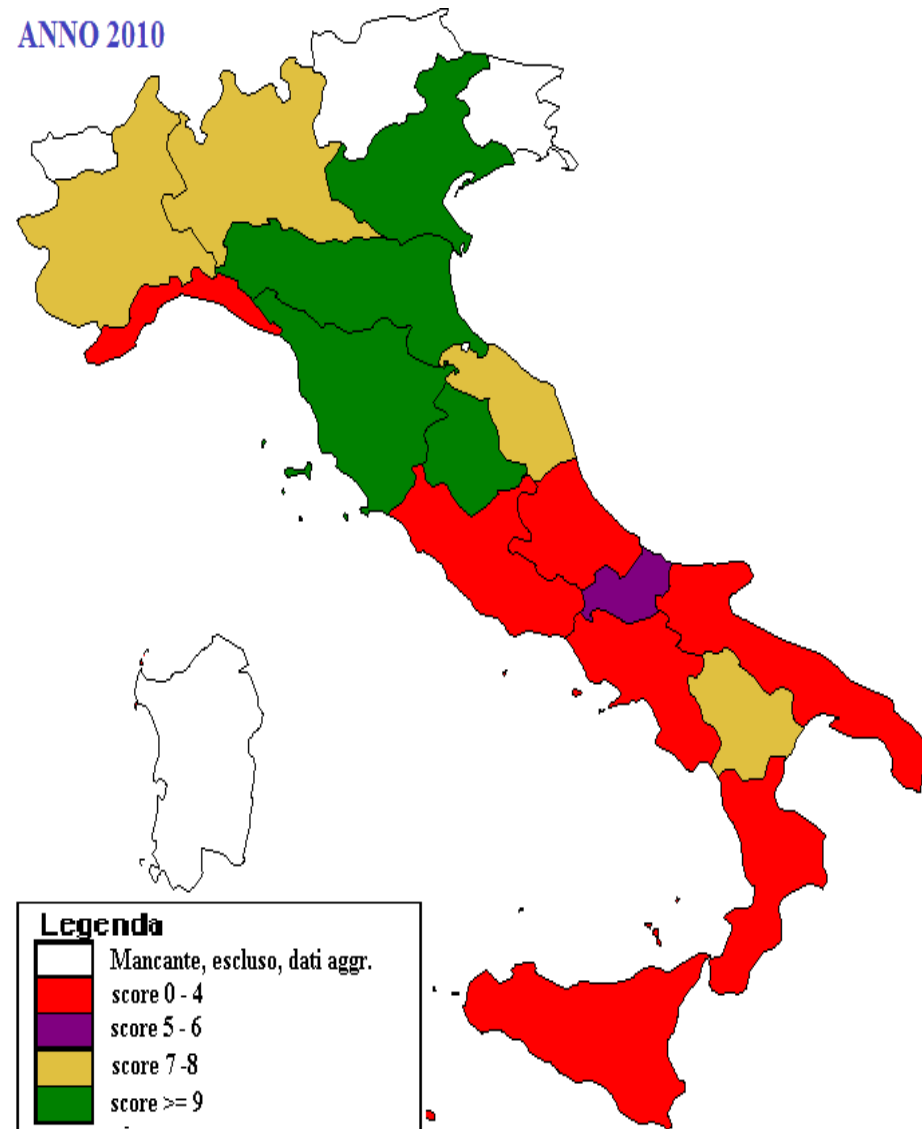 ANNO 2010
Legenda
Mancante, escluso, dati aggr.
score 0 - 4
score 5 - 6
score 7 -8
score >= 9